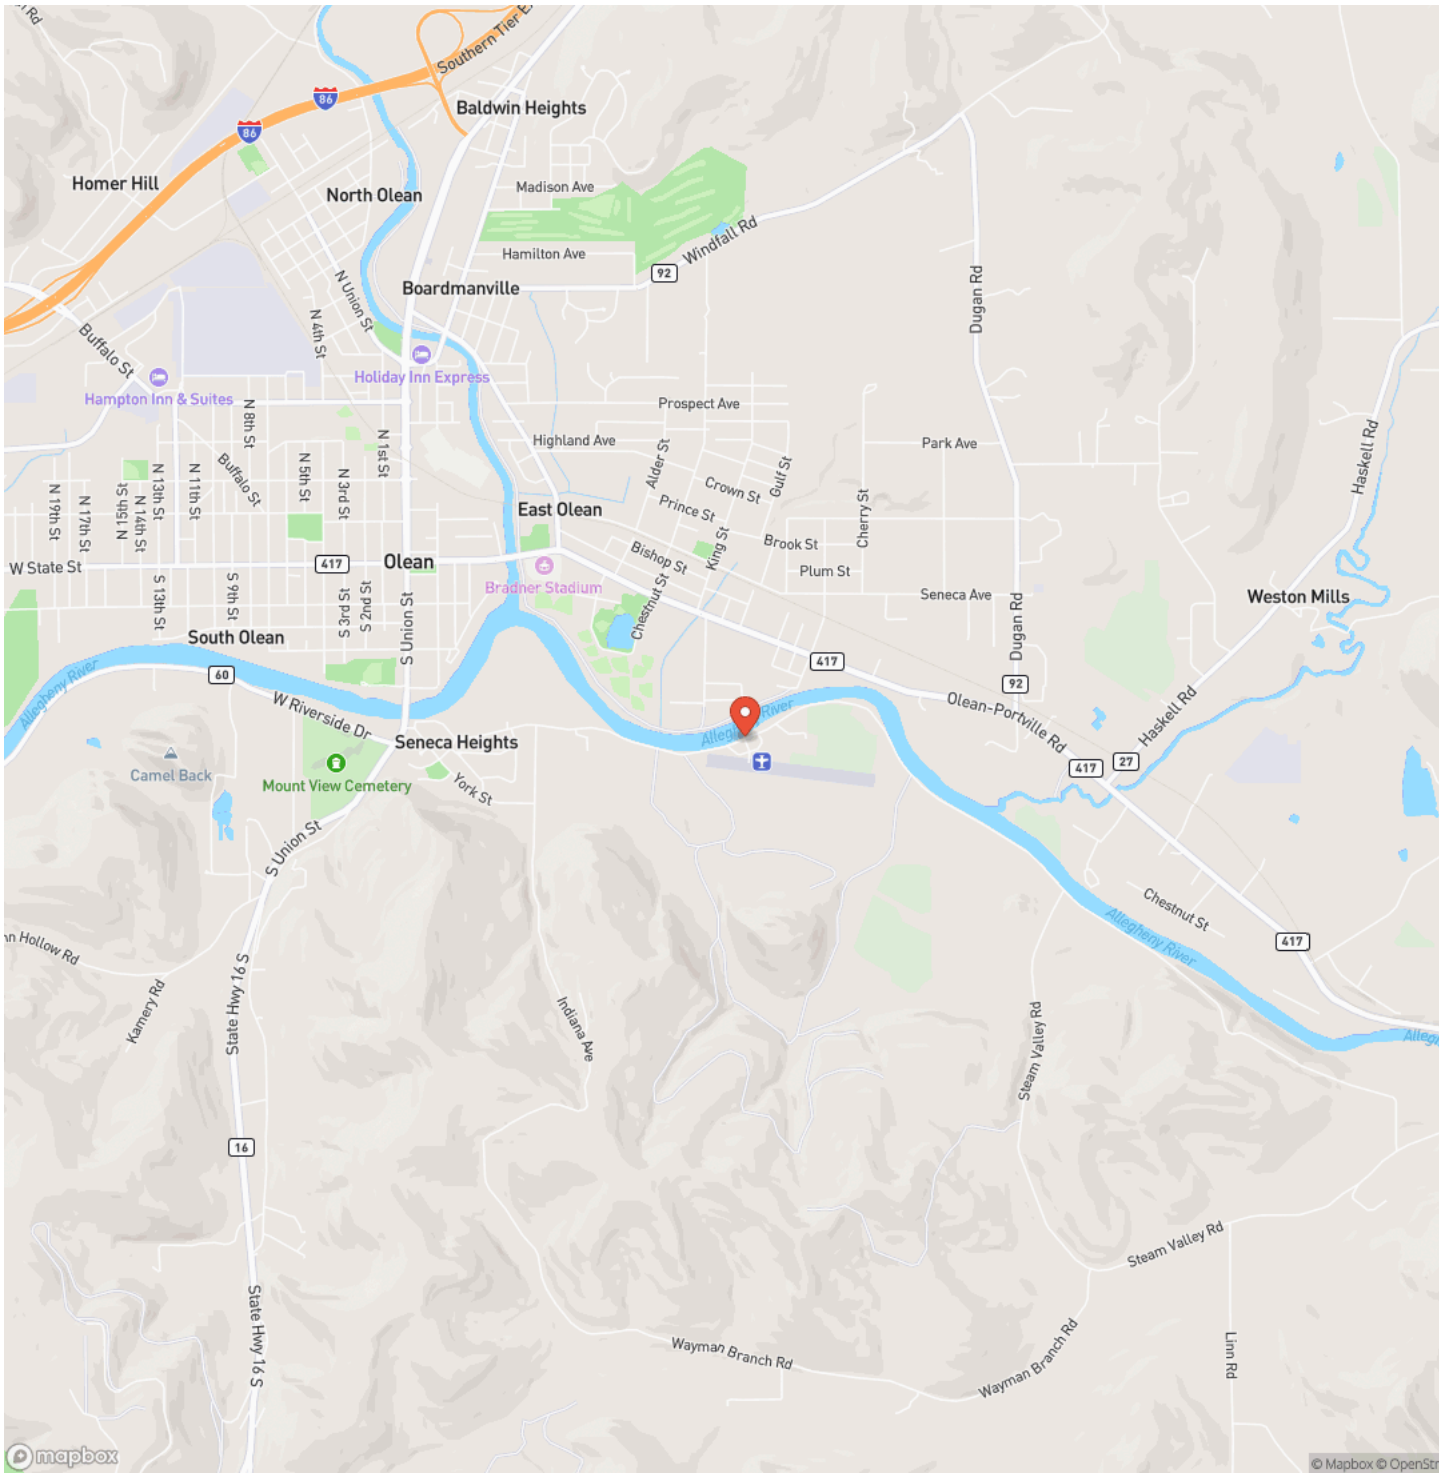 Rd
Southern Tier E
86
86
Baldwin Heights
Homer Hill
North Olean
Madison Ave
Hamilton Ave
Windfall Rd
92
Boardmanville
N Union St
N 4th St
Dugan Rd
Buffalo St
Holiday Inn Express
Hampton Inn & Suites
N 8th St
Prospect Ave
Highland Ave
N 1st St
Park Ave
Haskell Rd
Alder St
Gulf St
Crown St
Buffalo St
N 5th St
N 3rd St
N 13th St
N 11th St
N 15th St
N 14th St
N 17th St
N 19th St
Prince St
East Olean
Cherry St
King St
Brook St
Bishop St
W State St
417
Olean
Plum St
Bradner Stadium
Chestnut St
Seneca Ave
Weston Mills
S 13th St
S 9th St
S 3rd St
S 2nd St
S Union St
Dugan Rd
South Olean
60
Allegheny River
417
92
W Riverside Dr
Olean-Portville Rd
Haskell Rd
Allegheny River
Seneca Heights
Camel Back
Mount View Cemetery
York St
417
27
S Union St
Chestnut St
Allegheny River
417
on Hollow Rd
Kamery Rd
State Hwy 16 S
Indiana Ave
Steam Valley Rd
Alleg
16
Steam Valley Rd
State Hwy 16 S
Wayman Branch Rd
Wayman Branch Rd
Linn Rd
mapbox
© Mapbox © OpenStr